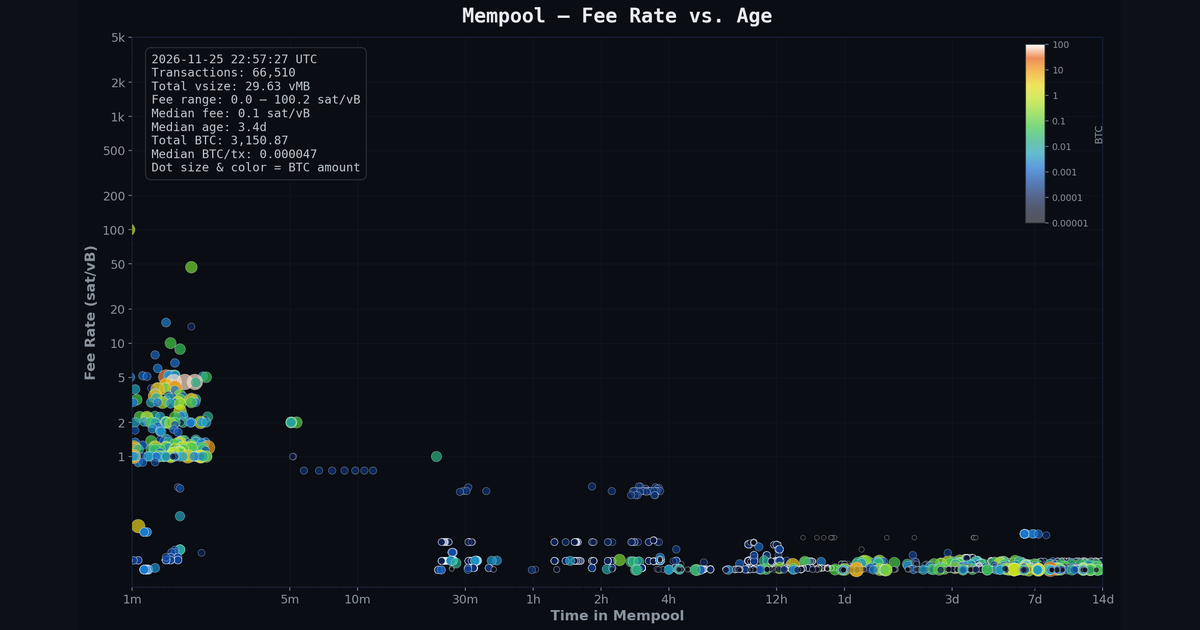 Mempool — Fee Rate vs. Age
2026-11-25 22:57:27 UTC
Transactions: 66,510
Total vsize: 29.63 vMB
Fee range: 0.0 — 100.2 sat/vB
Median fee: 0.1 sat/vB
Median age: 3.4d
Total BTC: 3,150.87
Median BTC/tx: 0.000047
Dot size & color = BTC amount
100
10
1
0.1
0.01
0.001
0.0001
0.00001
BTC
Fee Rate (sat/vB)
5k
2k
1k
500
200
100
50
20
10
5
2
1
1m
5m
10m
30m
1h
2h
4h
12h
1d
3d
7d
14d
Time in Mempool